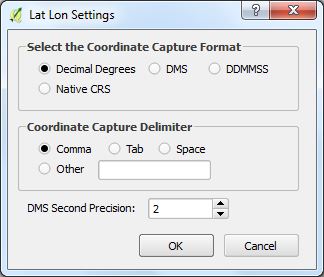 Lat Lon Settings
Select the Coordinate Capture Format
Decimal Degrees DMS DDMMSS
Native CRS
Coordinate Capture Delimiter
Comma Tab Space
Other
DMS Second Precision: 2
OK Cancel